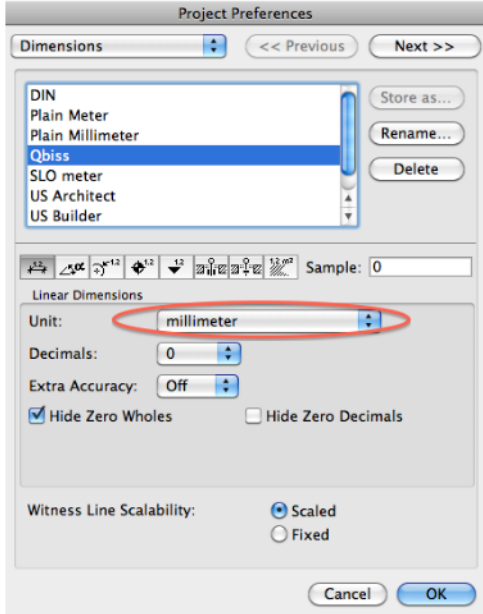 Project Preferences
Dimensions << Previous Next >>
DIN
Plain Meter
Plain Millimeter
Qbiss
SLO meter
US Architect
US Builder
Store as...
Rename...
Delete
Sample: 0
Linear Dimensions
Unit: millimeter
Decimals: 0
Extra Accuracy: Off
Hide Zero Wholes Hide Zero Decimals
Witness Line Scalability: Scaled
Fixed
Cancel OK